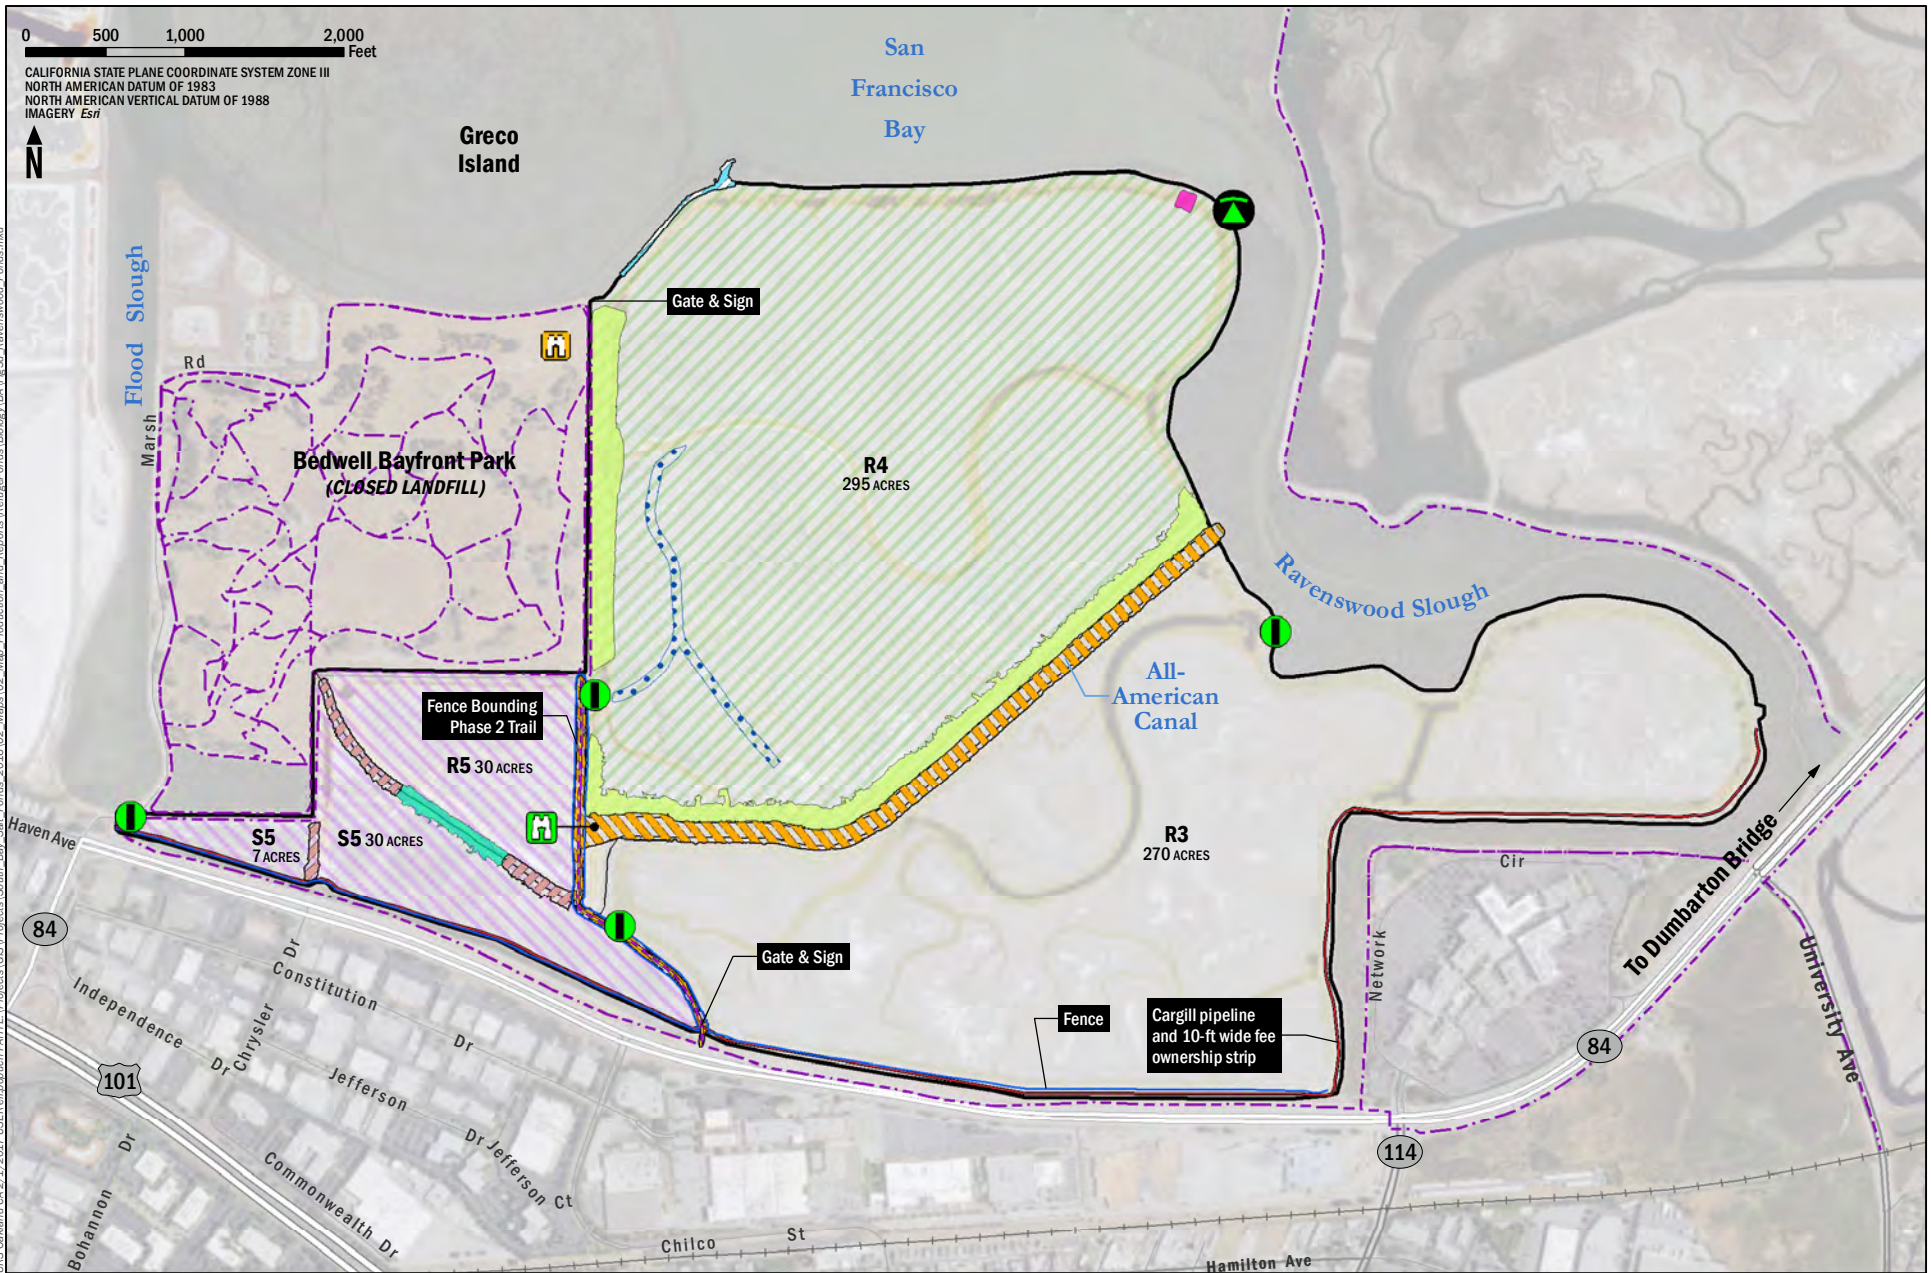 0 500 1,000 2,000
Feet
CALIFORNIA STATE PLANE COORDINATE SYSTEM ZONE III
NORTH AMERICAN DATUM OF 1983
NORTH AMERICAN VERTICAL DATUM OF 1988
IMAGERY Esri
N
San
Francisco
Bay
Greco
Island
Flood Slough
Gate & Sign
Rd
Marsh
Bedwell Bayfront Park
(CLOSED LANDFILL)
R4
295 ACRES
Ravenswood Slough
All-
American
Canal
Fence Bounding
Phase 2 Trail
R5 30 ACRES
S5
7 ACRES
S5 30 ACRES
R3
270 ACRES
Haven Ave
Cir
Network
To Dumbarton Bridge
University Ave
84
Gate & Sign
Fence
Cargill pipeline
and 10-ft wide fee
ownership strip
84
Constitution Dr
Independence Dr
Chrysler Dr
Jefferson Dr
Jefferson Ct
101
114
Commonwealth Dr
Bohannon Dr
Chilco St
Hamilton Ave